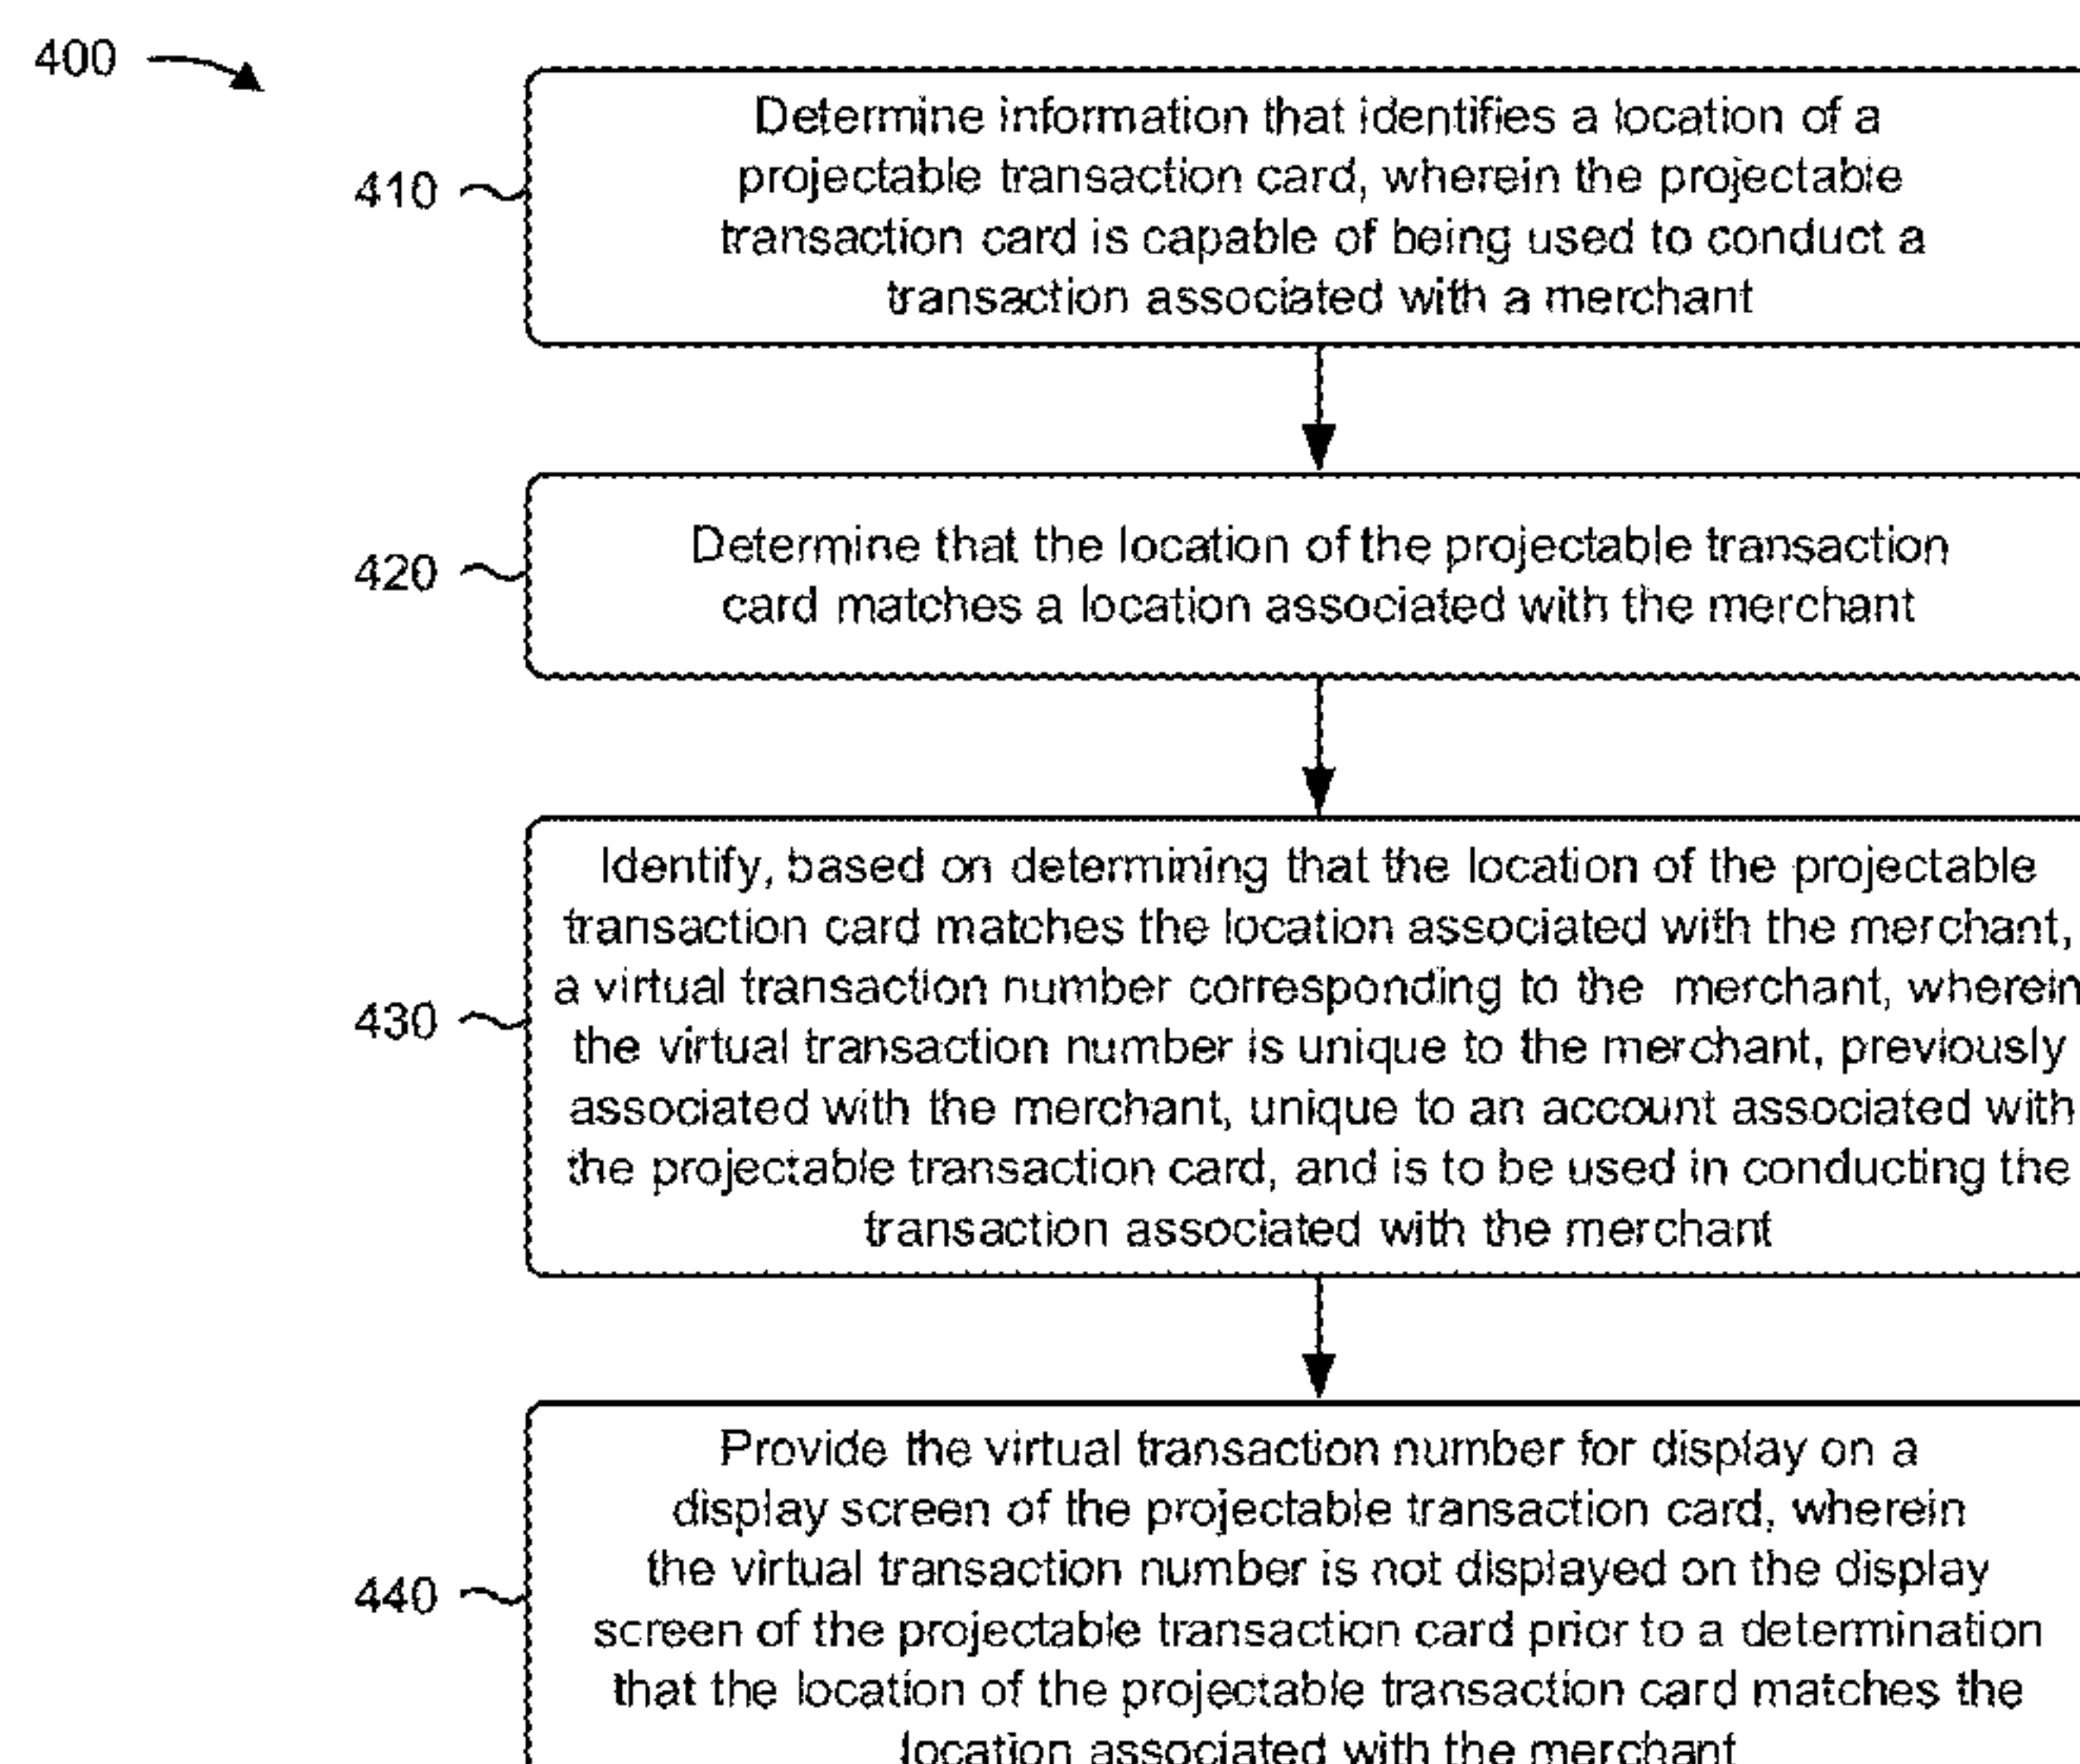 400
410
Determine information that identifies a location of a
projectable transaction card, wherein the projectable
transaction card is capable of being used to conduct a
transaction associated with a merchant
420
Determine that the location of the projectable transaction
card matches a location associated with the merchant
430
Identify, based on determining that the location of the projectable
transaction card matches the location associated with the merchant,
a virtual transaction number corresponding to the merchant, wherein
the virtual transaction number is unique to the merchant, previously
associated with the merchant, unique to an account associated with
the projectable transaction card, and is to be used in conducting the
transaction associated with the merchant
440
Provide the virtual transaction number for display on a
display screen of the projectable transaction card, wherein
the virtual transaction number is not displayed on the display
screen of the projectable transaction card prior to a determination
that the location of the projectable transaction card matches the
location associated with the merchant